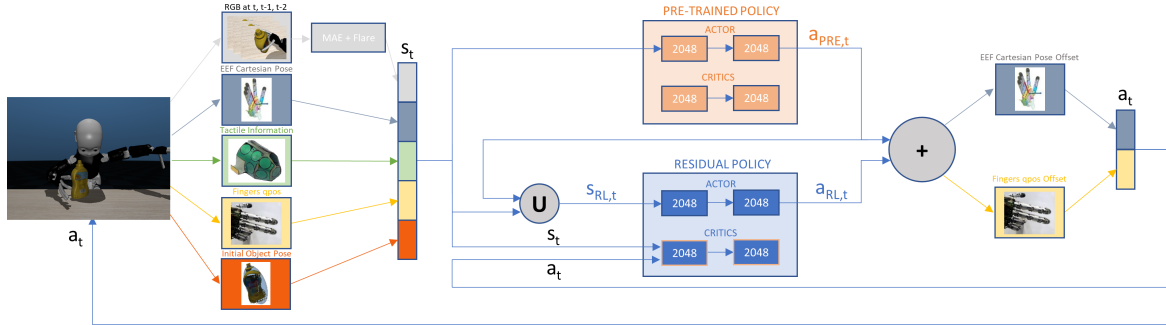 RGB at t, t-1, t-2
MAE + Flare
EEF Cartesian Pose
Tactile Information
Fingers qpos
Initial Object Pose
a_t
s_t
PRE-TRAINED POLICY
ACTOR
2048
2048
CRITICS
2048
2048
a_PRE,t
U
s_RL,t
s_t
a_t
RESIDUAL POLICY
ACTOR
2048
2048
CRITICS
2048
2048
a_RL,t
+
EEF Cartesian Pose Offset
Fingers qpos Offset
a_t